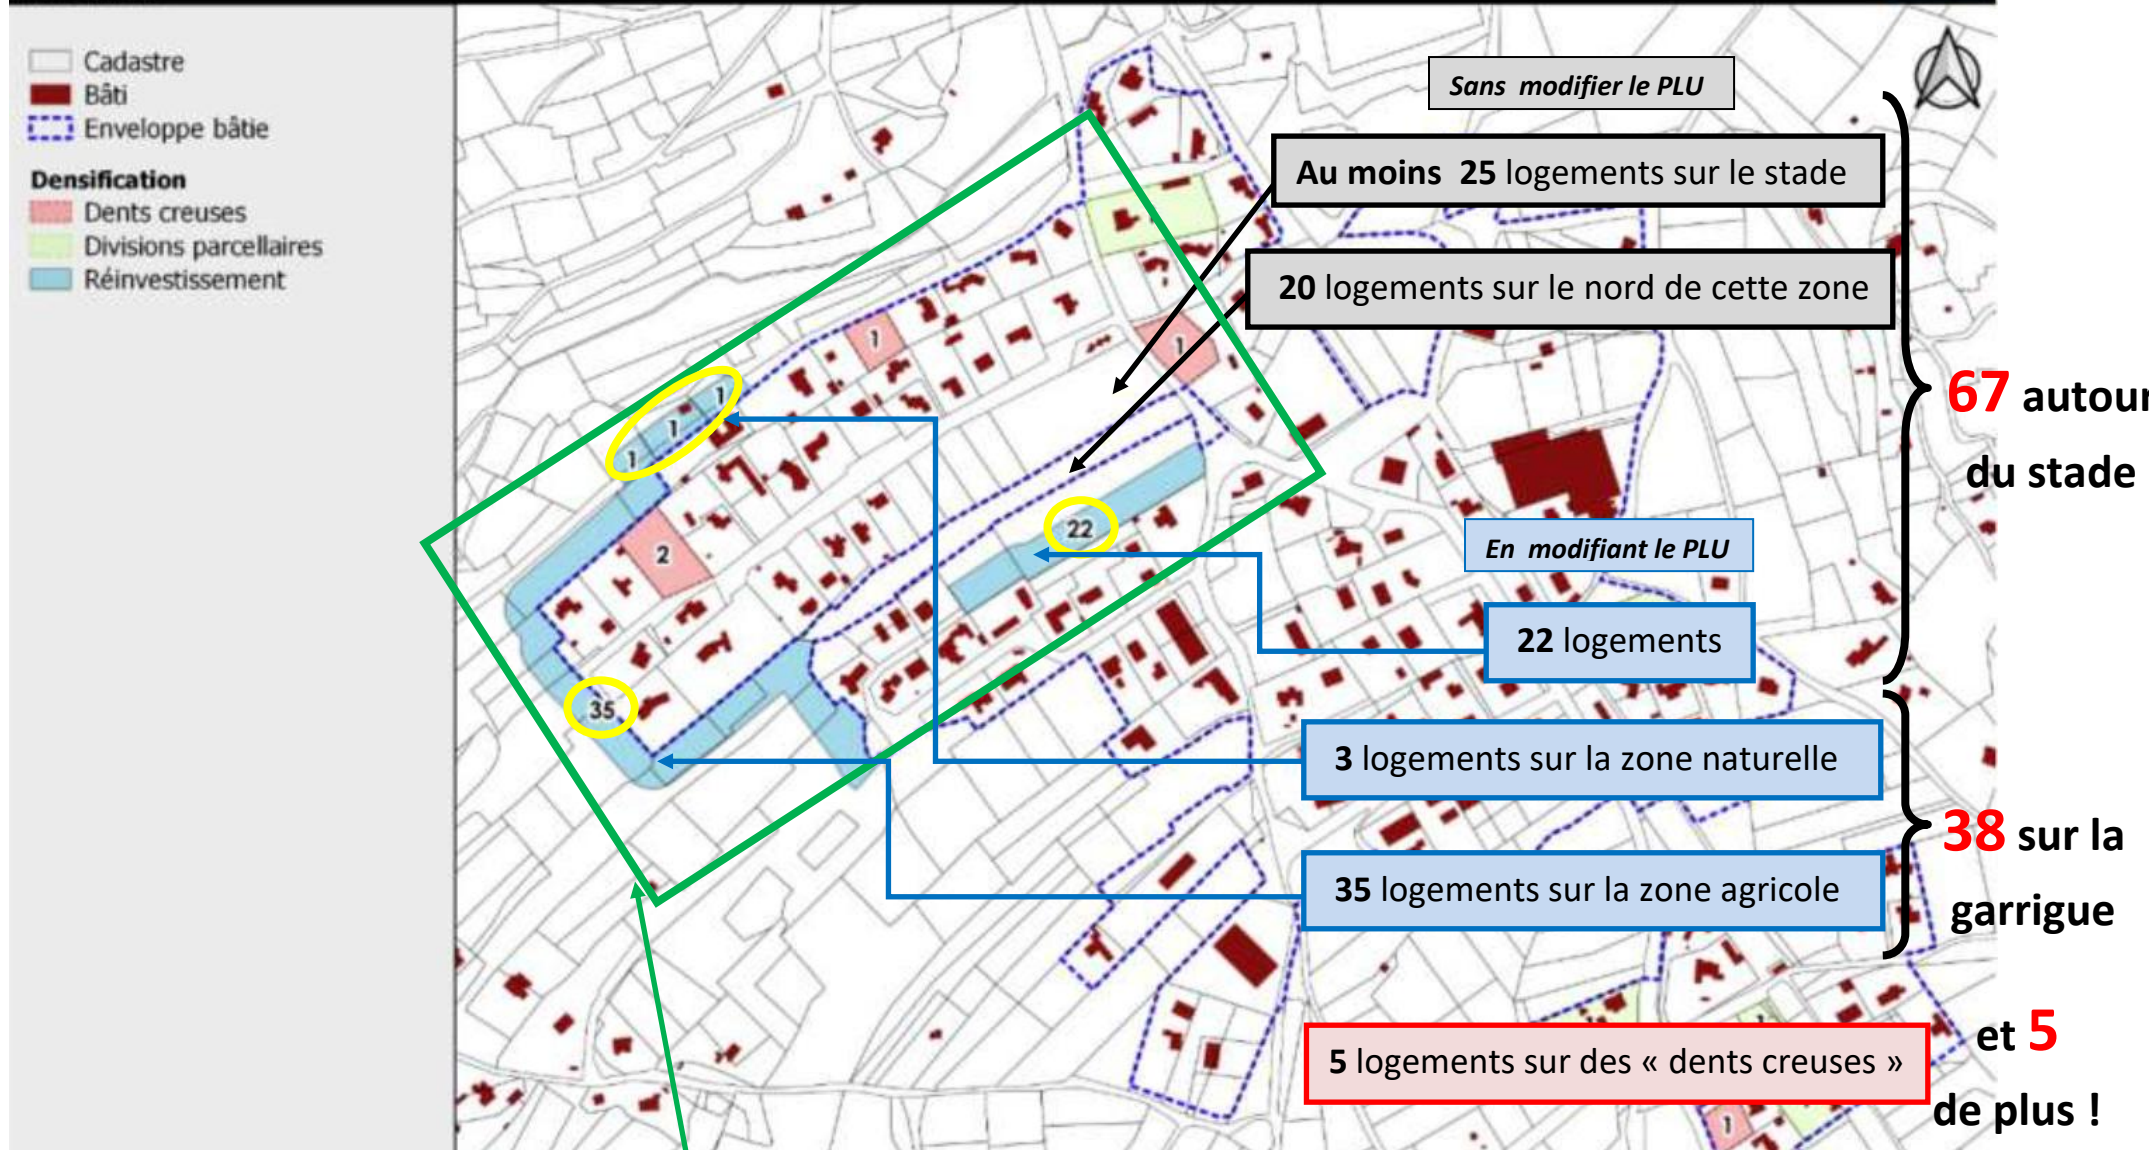 Cadastre
Bâti
Enveloppe bâtie
Densification
Dents creuses
Divisions parcellaires
Réinvestissement
Sans modifier le PLU
Au moins 25 logements sur le stade
20 logements sur le nord de cette zone
67 autour
du stade
En modifiant le PLU
22 logements
3 logements sur la zone naturelle
35 logements sur la zone agricole
38 sur la
garrigue
5 logements sur des « dents creuses »
et 5
de plus !
1
1
1
1
1
2
22
35
1